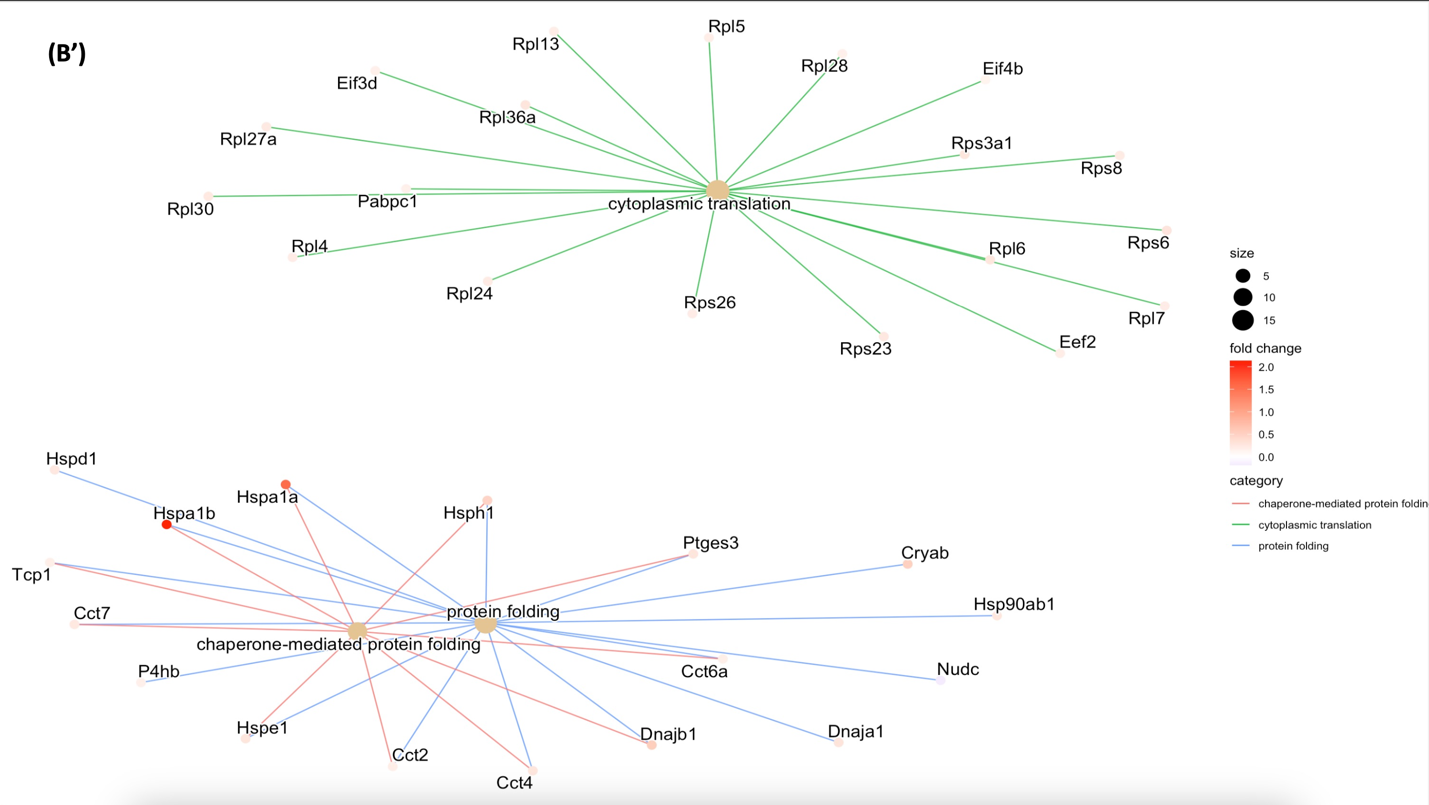 (B’)
Rpl5
Rpl13
Rpl28
Eif4b
Eif3d
Rpl36a
Rpl27a
Rps3a1
Rps8
Pabpc1
Rpl30
cytoplasmic translation
Rps6
Rpl4
Rpl6
Rpl24
Rps26
Rpl7
Rps23
Eef2
size
5
10
15
fold change
2.0
1.5
1.0
0.5
0.0
category
chaperone-mediated protein foldin
cytoplasmic translation
protein folding
Hspd1
Hspa1a
Hspa1b
Hsph1
Ptges3
Cryab
Tcp1
Hsp90ab1
Cct7
protein folding
chaperone-mediated protein folding
P4hb
Cct6a
Nudc
Hspe1
Dnajb1
Dnaja1
Cct2
Cct4